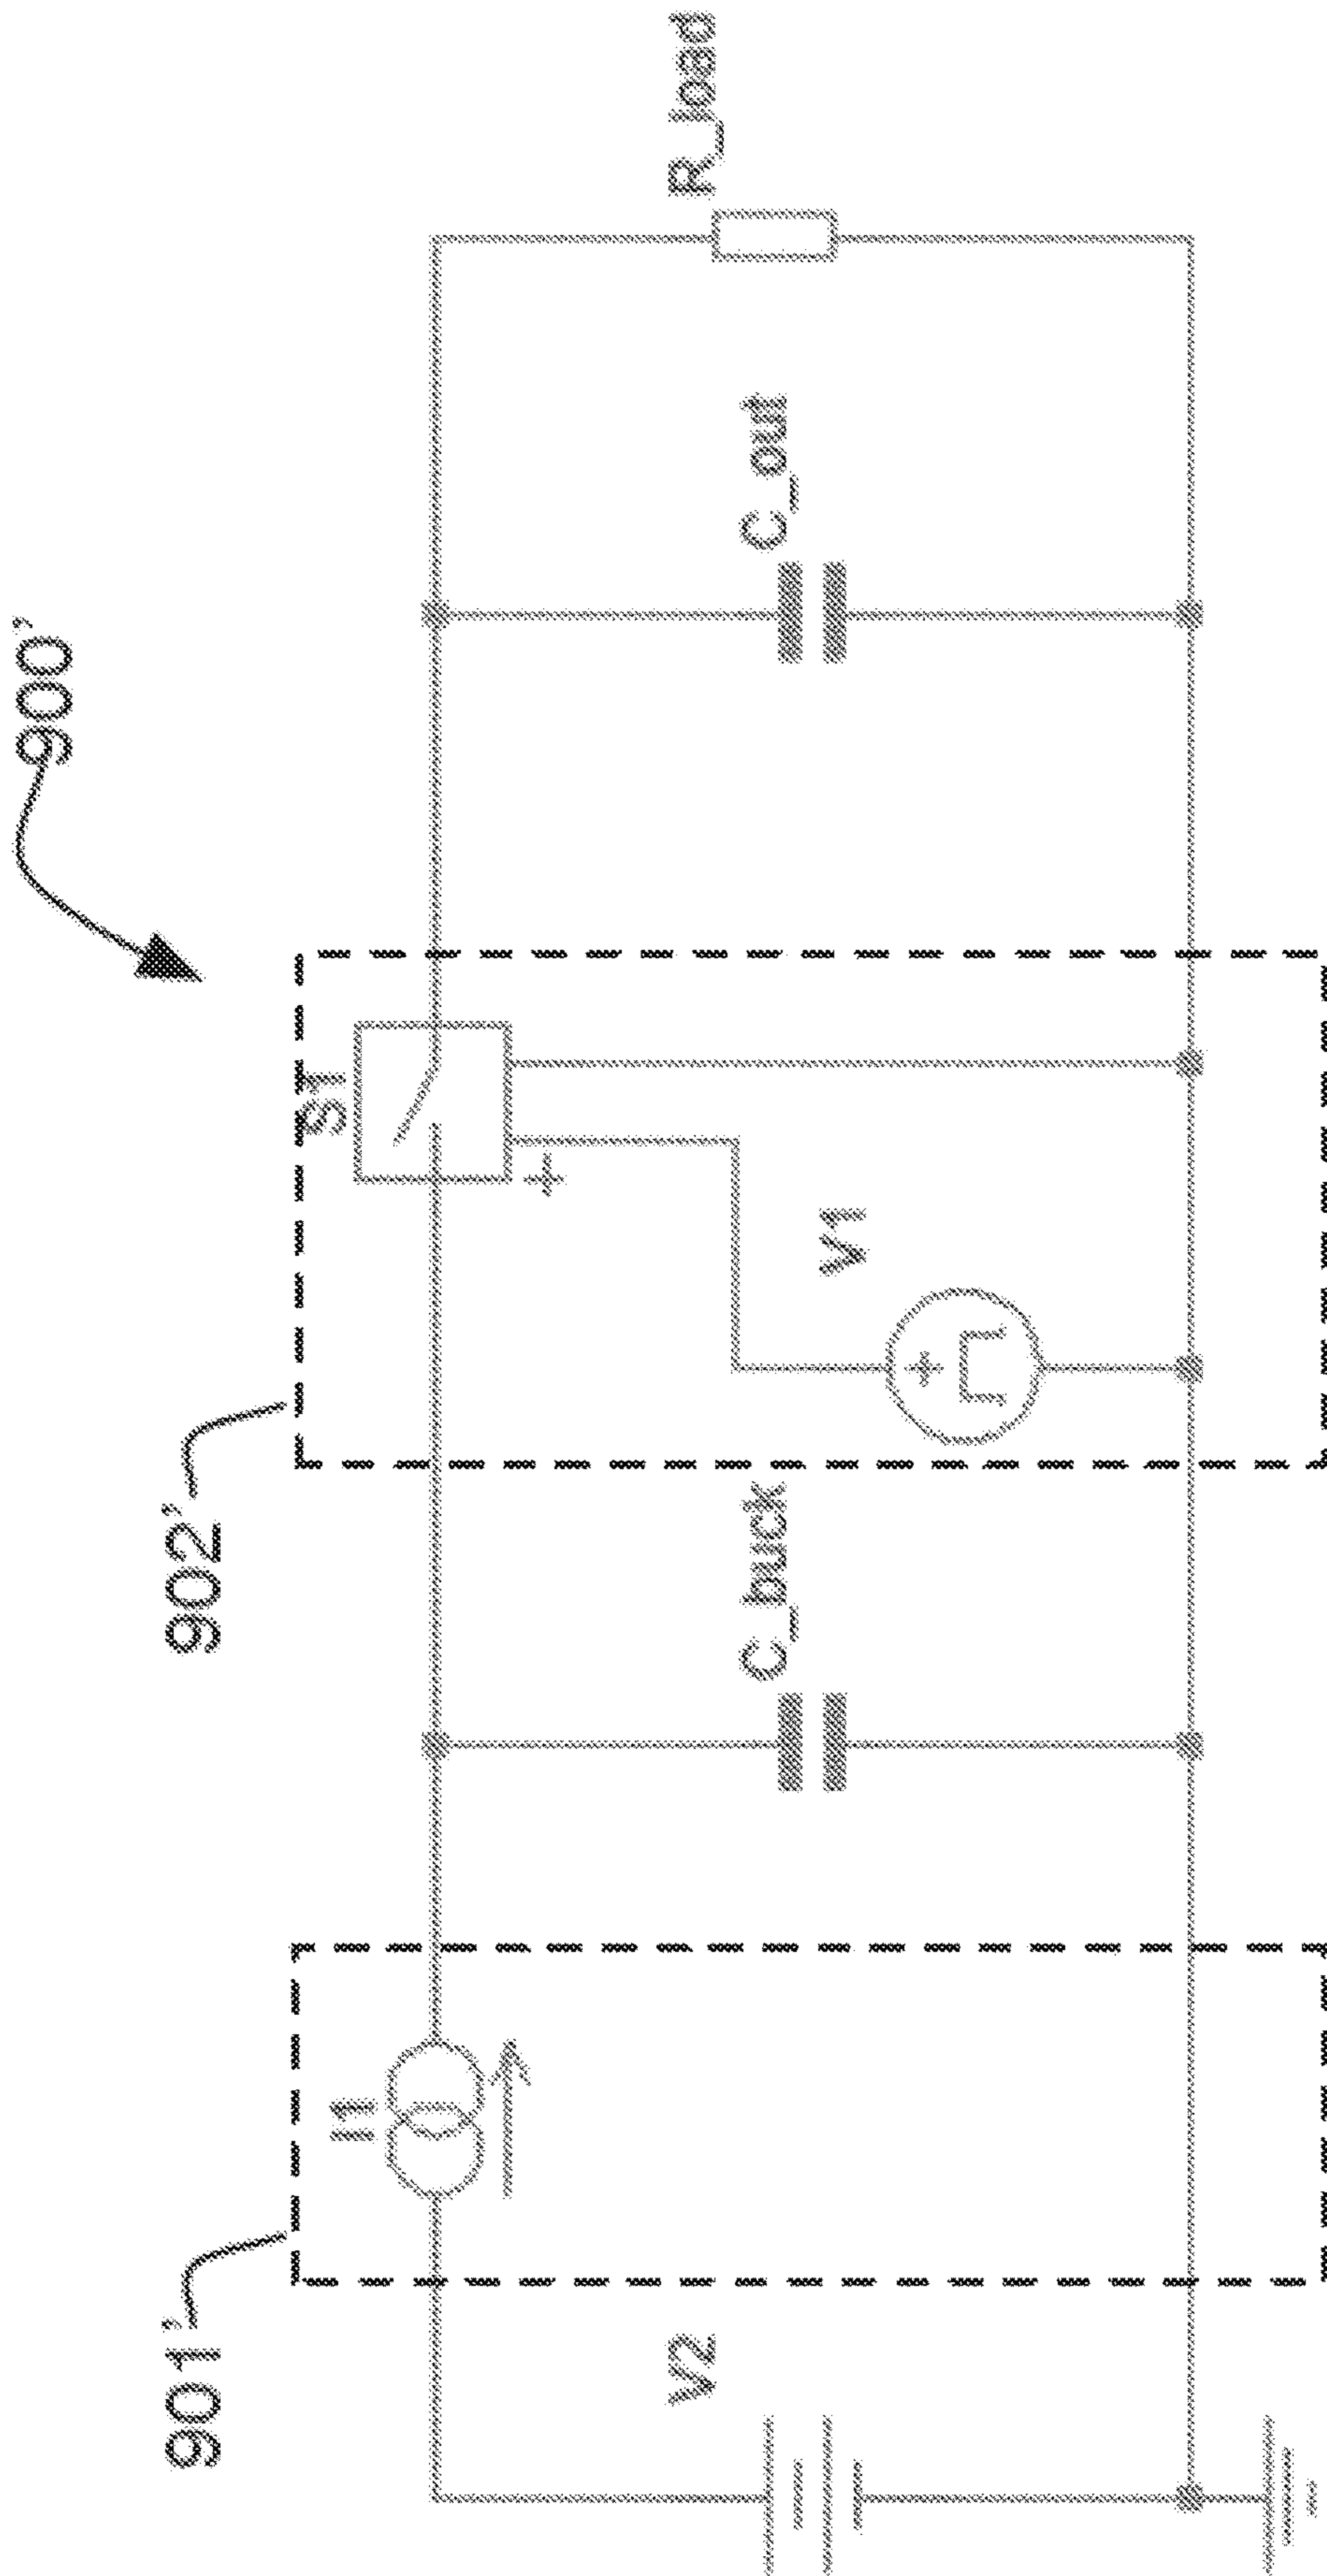 900’
901’
902’
I1
S1
V2
C_buck
V1
C_out
R_load